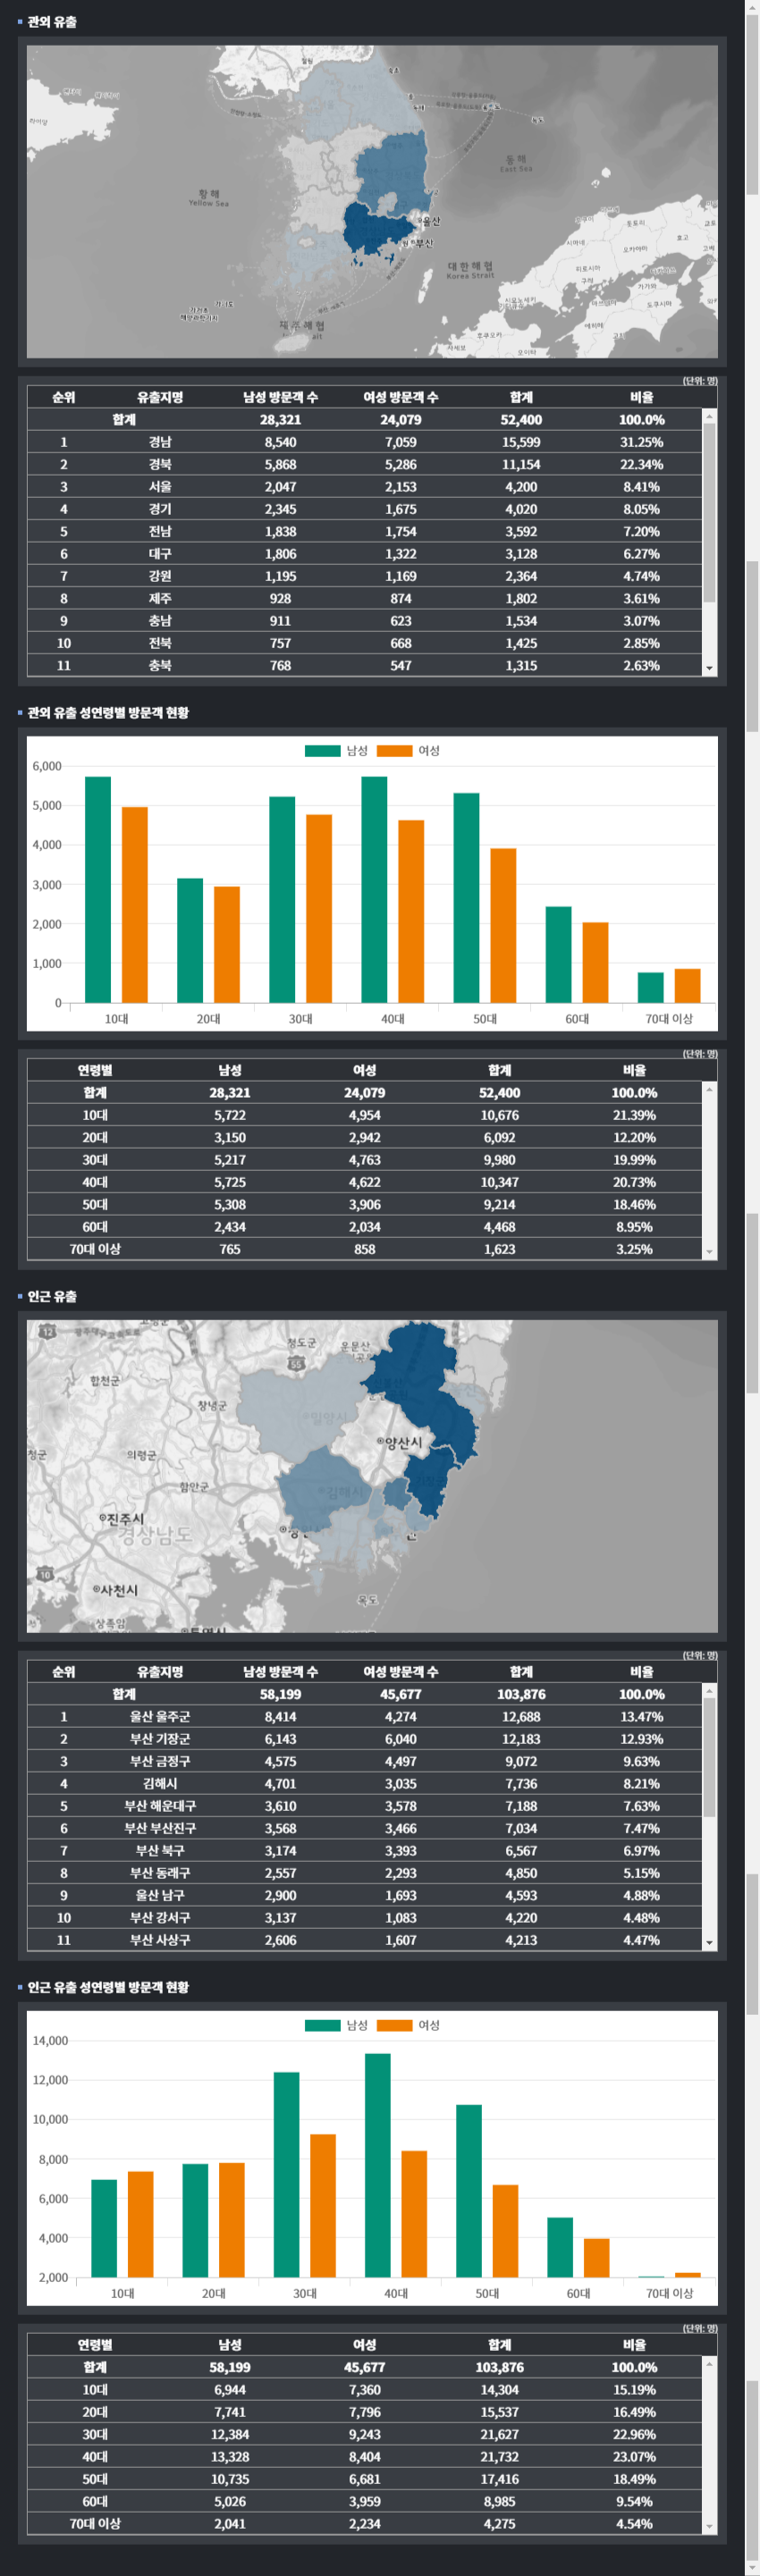 관외 유출
황해
Yellow Sea
동해
East Sea
울산
부산
대한해협
Korea Strait
제주해협
(단위: 명)
순위 유출지명 남성 방문객 수 여성 방문객 수 합계 비율
합계 28,321 24,079 52,400 100.0%
1 경남 8,540 7,059 15,599 31.25%
2 경북 5,868 5,286 11,154 22.34%
3 서울 2,047 2,153 4,200 8.41%
4 경기 2,345 1,675 4,020 8.05%
5 전남 1,838 1,754 3,592 7.20%
6 대구 1,806 1,322 3,128 6.27%
7 강원 1,195 1,169 2,364 4.74%
8 제주 928 874 1,802 3.61%
9 충남 911 623 1,534 3.07%
10 전북 757 668 1,425 2.85%
11 충북 768 547 1,315 2.63%
관외 유출 성연령별 방문객 현황
남성 여성
6,000
5,000
4,000
3,000
2,000
1,000
0
10대 20대 30대 40대 50대 60대 70대 이상
(단위: 명)
연령별 남성 여성 합계 비율
합계 28,321 24,079 52,400 100.0%
10대 5,722 4,954 10,676 21.39%
20대 3,150 2,942 6,092 12.20%
30대 5,217 4,763 9,980 19.99%
40대 5,725 4,622 10,347 20.73%
50대 5,308 3,906 9,214 18.46%
60대 2,434 2,034 4,468 8.95%
70대 이상 765 858 1,623 3.25%
인근 유출
12
청도군
운문산
55
합천군
창녕군
밀양시
양산시
의령군
함안군
김해시
진주시
경상남도
10
사천시
목도
(단위: 명)
순위 유출지명 남성 방문객 수 여성 방문객 수 합계 비율
합계 58,199 45,677 103,876 100.0%
1 울산 울주군 8,414 4,274 12,688 13.47%
2 부산 기장군 6,143 6,040 12,183 12.93%
3 부산 금정구 4,575 4,497 9,072 9.63%
4 김해시 4,701 3,035 7,736 8.21%
5 부산 해운대구 3,610 3,578 7,188 7.63%
6 부산 부산진구 3,568 3,466 7,034 7.47%
7 부산 북구 3,174 3,393 6,567 6.97%
8 부산 동래구 2,557 2,293 4,850 5.15%
9 울산 남구 2,900 1,693 4,593 4.88%
10 부산 강서구 3,137 1,083 4,220 4.48%
11 부산 사상구 2,606 1,607 4,213 4.47%
인근 유출 성연령별 방문객 현황
남성 여성
14,000
12,000
10,000
8,000
6,000
4,000
2,000
10대 20대 30대 40대 50대 60대 70대 이상
(단위: 명)
연령별 남성 여성 합계 비율
합계 58,199 45,677 103,876 100.0%
10대 6,944 7,360 14,304 15.19%
20대 7,741 7,796 15,537 16.49%
30대 12,384 9,243 21,627 22.96%
40대 13,328 8,404 21,732 23.07%
50대 10,735 6,681 17,416 18.49%
60대 5,026 3,959 8,985 9.54%
70대 이상 2,041 2,234 4,275 4.54%